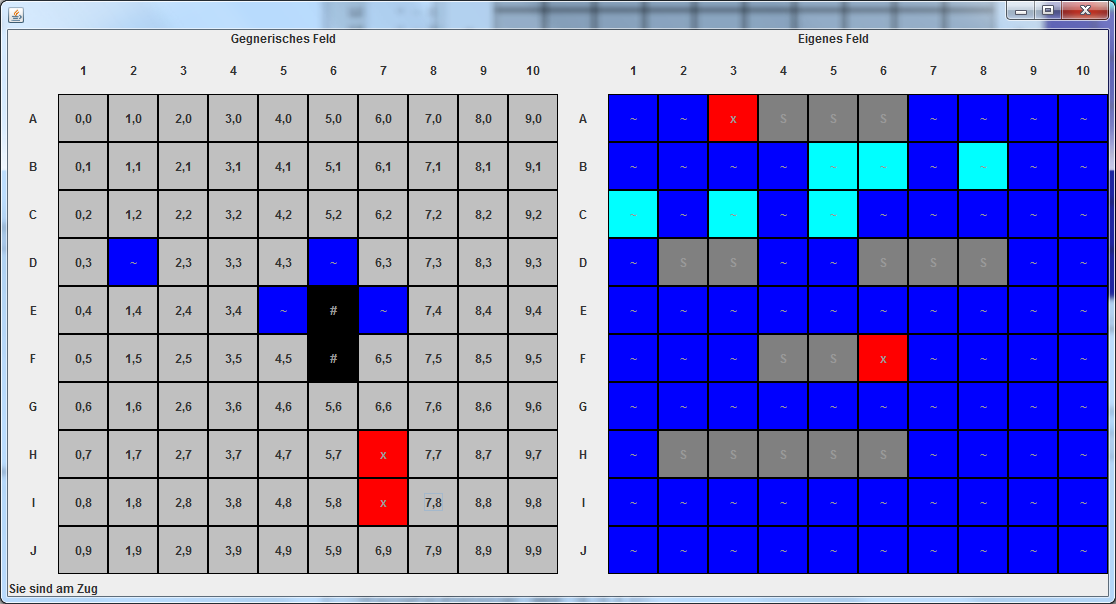 Gegnerisches Feld Eigenes Feld
1 2 3 4 5 6 7 8 9 10 1 2 3 4 5 6 7 8 9 10
A 0,0 1,0 2,0 3,0 4,0 5,0 6,0 7,0 8,0 9,0 A ~ ~ x S S S ~ ~ ~ ~
B 0,1 1,1 2,1 3,1 4,1 5,1 6,1 7,1 8,1 9,1 B ~ ~ ~ ~ ~ ~ ~ ~ ~ ~
C 0,2 1,2 2,2 3,2 4,2 5,2 6,2 7,2 8,2 9,2 C ~ ~ ~ ~ ~ ~ ~ ~ ~ ~
D 0,3 ~ 2,3 3,3 4,3 ~ 6,3 7,3 8,3 9,3 D ~ S S ~ ~ S S S ~ ~
E 0,4 1,4 2,4 3,4 ~ # ~ 7,4 8,4 9,4 E ~ ~ ~ ~ ~ ~ ~ ~ ~ ~
F 0,5 1,5 2,5 3,5 4,5 # 6,5 7,5 8,5 9,5 F ~ ~ ~ S S x ~ ~ ~ ~
G 0,6 1,6 2,6 3,6 4,6 5,6 6,6 7,6 8,6 9,6 G ~ ~ ~ ~ ~ ~ ~ ~ ~ ~
H 0,7 1,7 2,7 3,7 4,7 5,7 x 7,7 8,7 9,7 H ~ S S S S S ~ ~ ~ ~
I 0,8 1,8 2,8 3,8 4,8 5,8 x 7,8 8,8 9,8 I ~ ~ ~ ~ ~ ~ ~ ~ ~ ~
J 0,9 1,9 2,9 3,9 4,9 5,9 6,9 7,9 8,9 9,9 J ~ ~ ~ ~ ~ ~ ~ ~ ~ ~
Sie sind am Zug